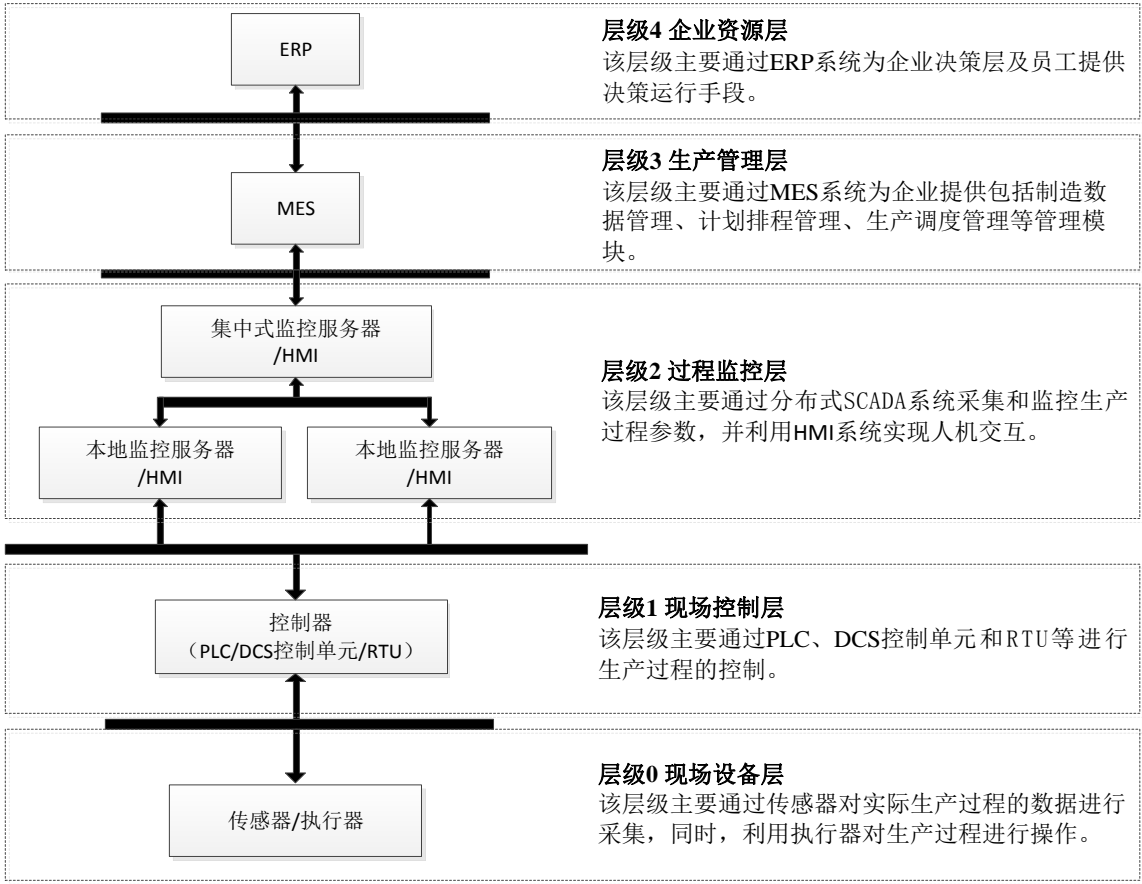 ERP
层级4 企业资源层
该层级主要通过ERP系统为企业决策层及员工提供
决策运行手段。
MES
层级3 生产管理层
该层级主要通过MES系统为企业提供包括制造数
据管理、计划排程管理、生产调度管理等管理模
块。
集中式监控服务器
/HMI
本地监控服务器
/HMI
本地监控服务器
/HMI
层级2 过程监控层
该层级主要通过分布式SCADA系统采集和监控生产
过程参数，并利用HMI系统实现人机交互。
控制器
（PLC/DCS控制单元/RTU）
层级1 现场控制层
该层级主要通过PLC、DCS控制单元和RTU等进行
生产过程的控制。
传感器/执行器
层级0 现场设备层
该层级主要通过传感器对实际生产过程的数据进行
采集，同时，利用执行器对生产过程进行操作。